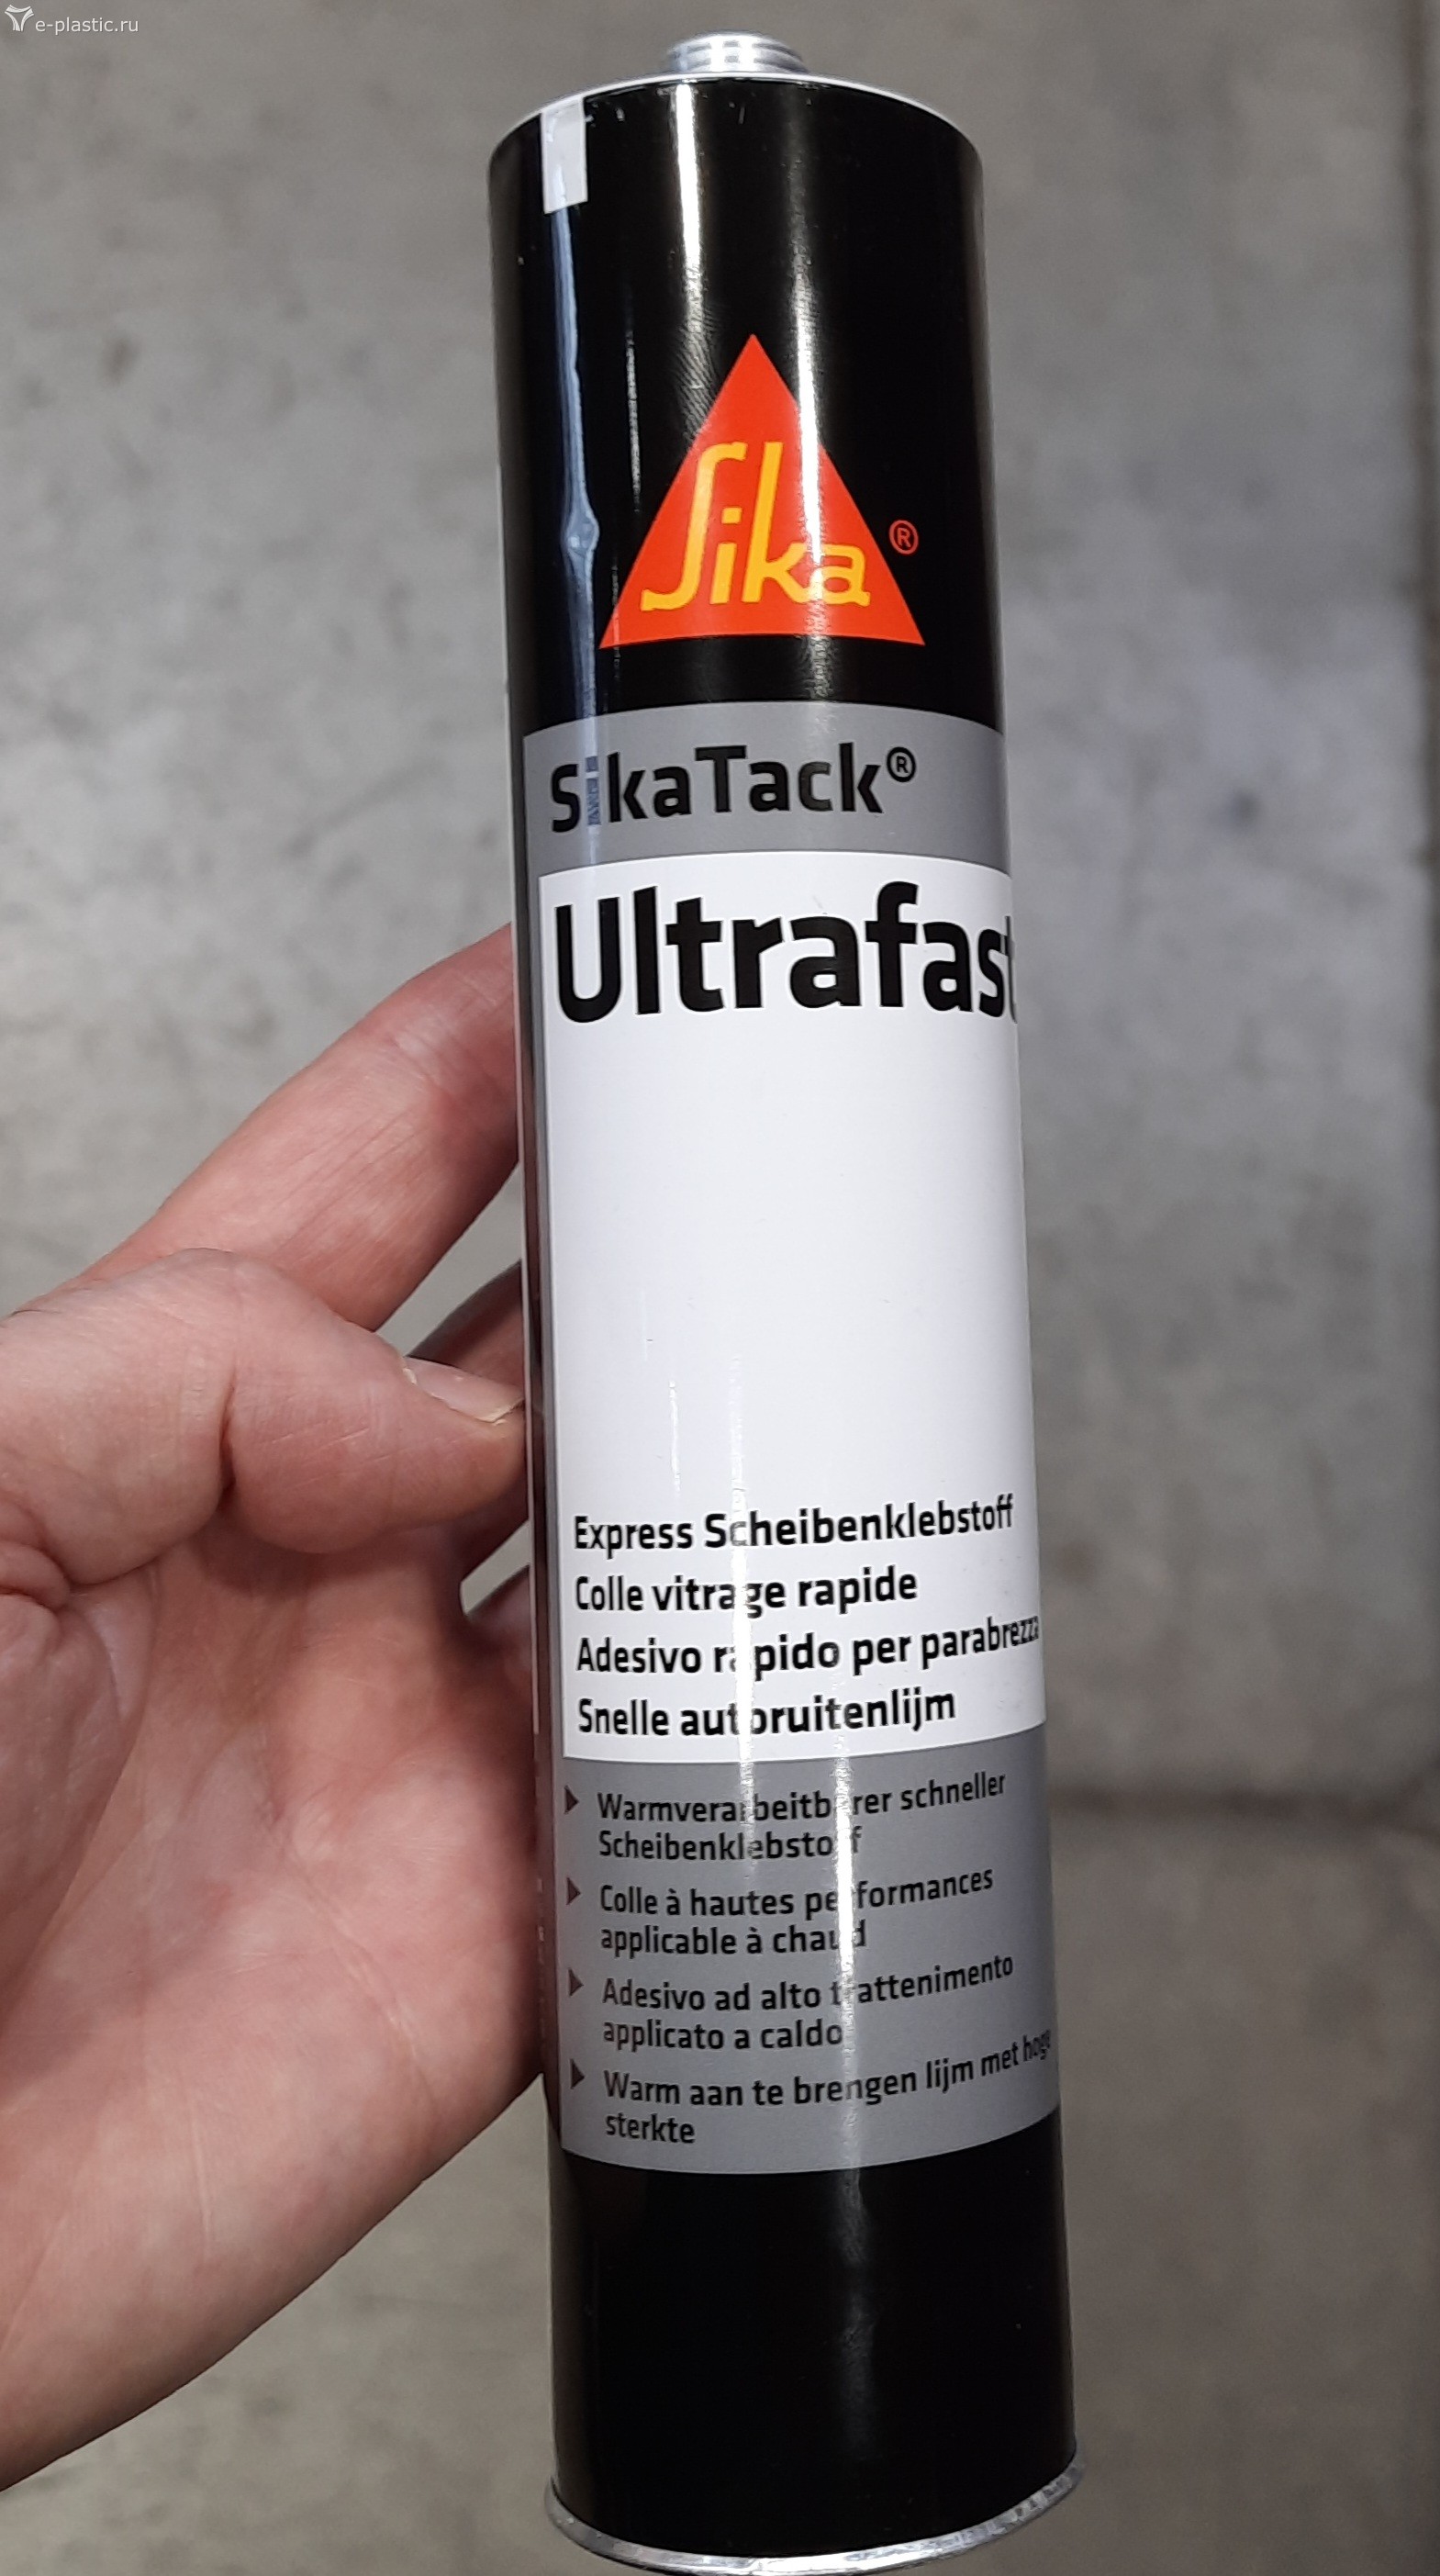 e-plastic.ru
Sika®
SikaTack®
Ultrafast
Express Scheibenklebstoff
Colle vitrage rapide
Adesivo rapido per parabrezza
Snelle autoruitenlijm
Warmverarbeitbarer schneller
Scheibenklebstoff
Colle à hautes performances
applicable à chaud
Adesivo ad alto trattenimento
applicato a caldo
Warm aan te brengen lijm met hoge
sterkte